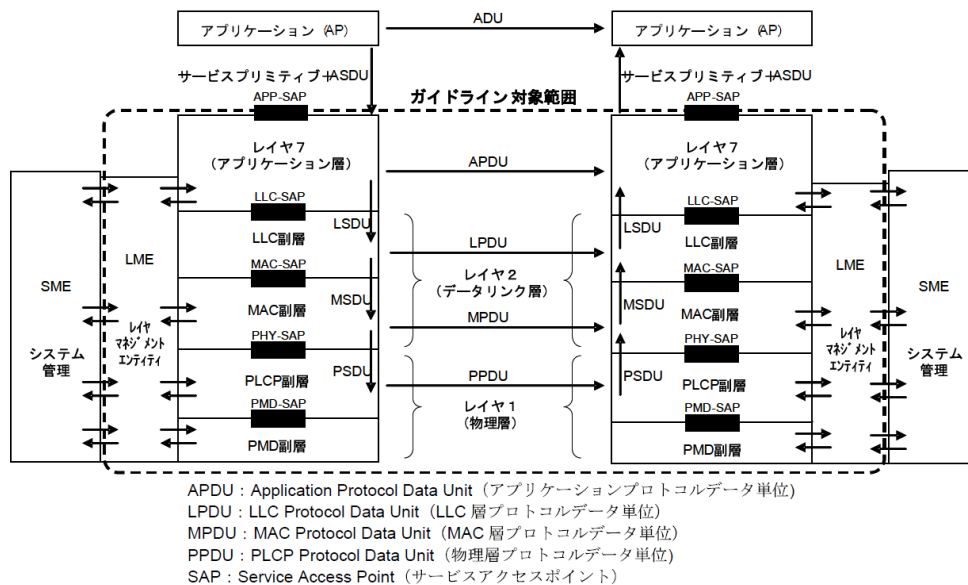 アプリケーション (AP)
ADU
アプリケーション (AP)
サービスプリミティブ+ASDU
サービスプリミティブ+ASDU
APP-SAP
ガイドライン 対象範囲
APP-SAP
レイヤ7
(アプリケーション層)
APDU
レイヤ7
(アプリケーション層)
LLC-SAP
LSDU
LLC副層
LPDU
LLC-SAP
LSDU
LLC副層
SME
システム
管理
LME
レイヤ
マネジメント
エンティティ
MAC-SAP
MSDU
MAC副層
レイヤ2
(データリンク層)
MPDU
MAC-SAP
MSDU
MAC副層
LME
レイヤ
マネジメント
エンティティ
SME
システム
管理
PHY-SAP
PSDU
PLCP副層
PPDU
PHY-SAP
PSDU
PLCP副層
レイヤ1
(物理層)
PMD-SAP
PMD副層
PMD-SAP
PMD副層
APDU：Application Protocol Data Unit（アプリケーションプロトコルデータ単位)
LPDU：LLC Protocol Data Unit（LLC 層プロトコルデータ単位）
MPDU：MAC Protocol Data Unit（MAC 層プロトコルデータ単位）
PPDU：PLCP Protocol Data Unit（物理層プロトコルデータ単位）
SAP：Service Access Point（サービスアクセスポイント）